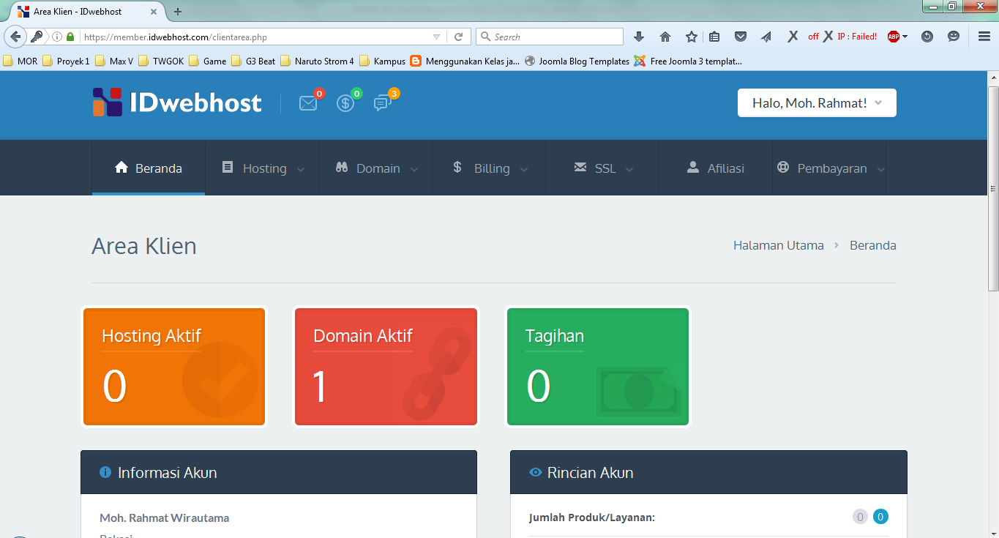 Area Klien - IDwebhost
https://member.idwebhost.com/clientarea.php
Search
off
IP : Failed!
ABP
MOR
Proyek 1
Max V
TWGOK
Game
G3 Beat
Naruto Strom 4
Kampus
Menggunakan Kelas ja...
Joomla Blog Templates
Free Joomla 3 templat...
IDwebhost
0
0
3
Halo, Moh. Rahmat!
Beranda
Hosting
Domain
Billing
SSL
Afiliasi
Pembayaran
Area Klien
Halaman Utama
Beranda
Hosting Aktif
0
Domain Aktif
1
Tagihan
0
Informasi Akun
Moh. Rahmat Wirautama
Rincian Akun
Jumlah Produk/Layanan:
0
0